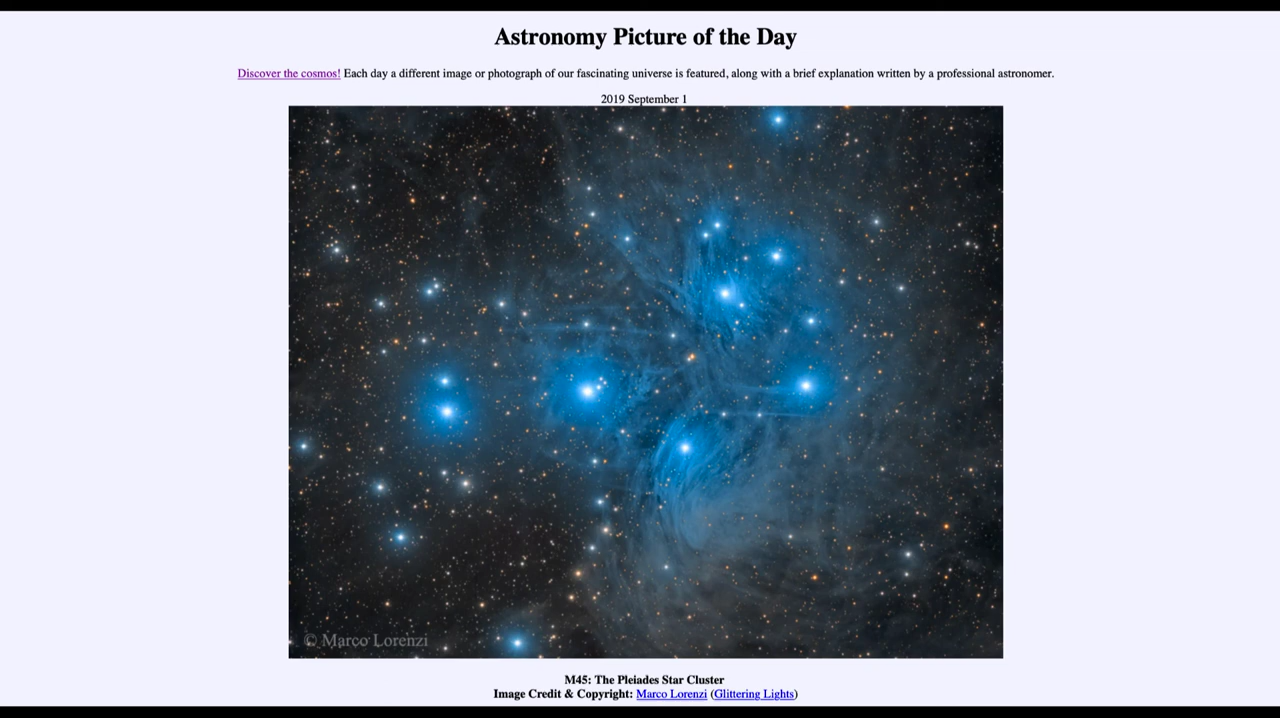 Astronomy Picture of the Day
Discover the cosmos! Each day a different image or photograph of our fascinating universe is featured, along with a brief explanation written by a professional astronomer.
2019 September 1
© Marco Lorenzi
M45: The Pleiades Star Cluster
Image Credit & Copyright: Marco Lorenzi (Glittering Lights)